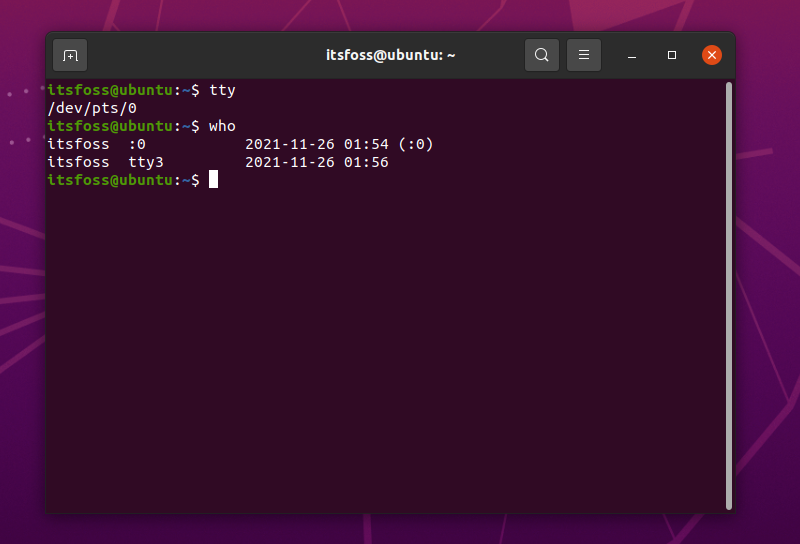 itsfoss@ubuntu: ~
itsfoss@ubuntu:~$ tty
/dev/pts/0
itsfoss@ubuntu:~$ who
itsfoss  :0           2021-11-26 01:54 (:0)
itsfoss  tty3         2021-11-26 01:56
itsfoss@ubuntu:~$